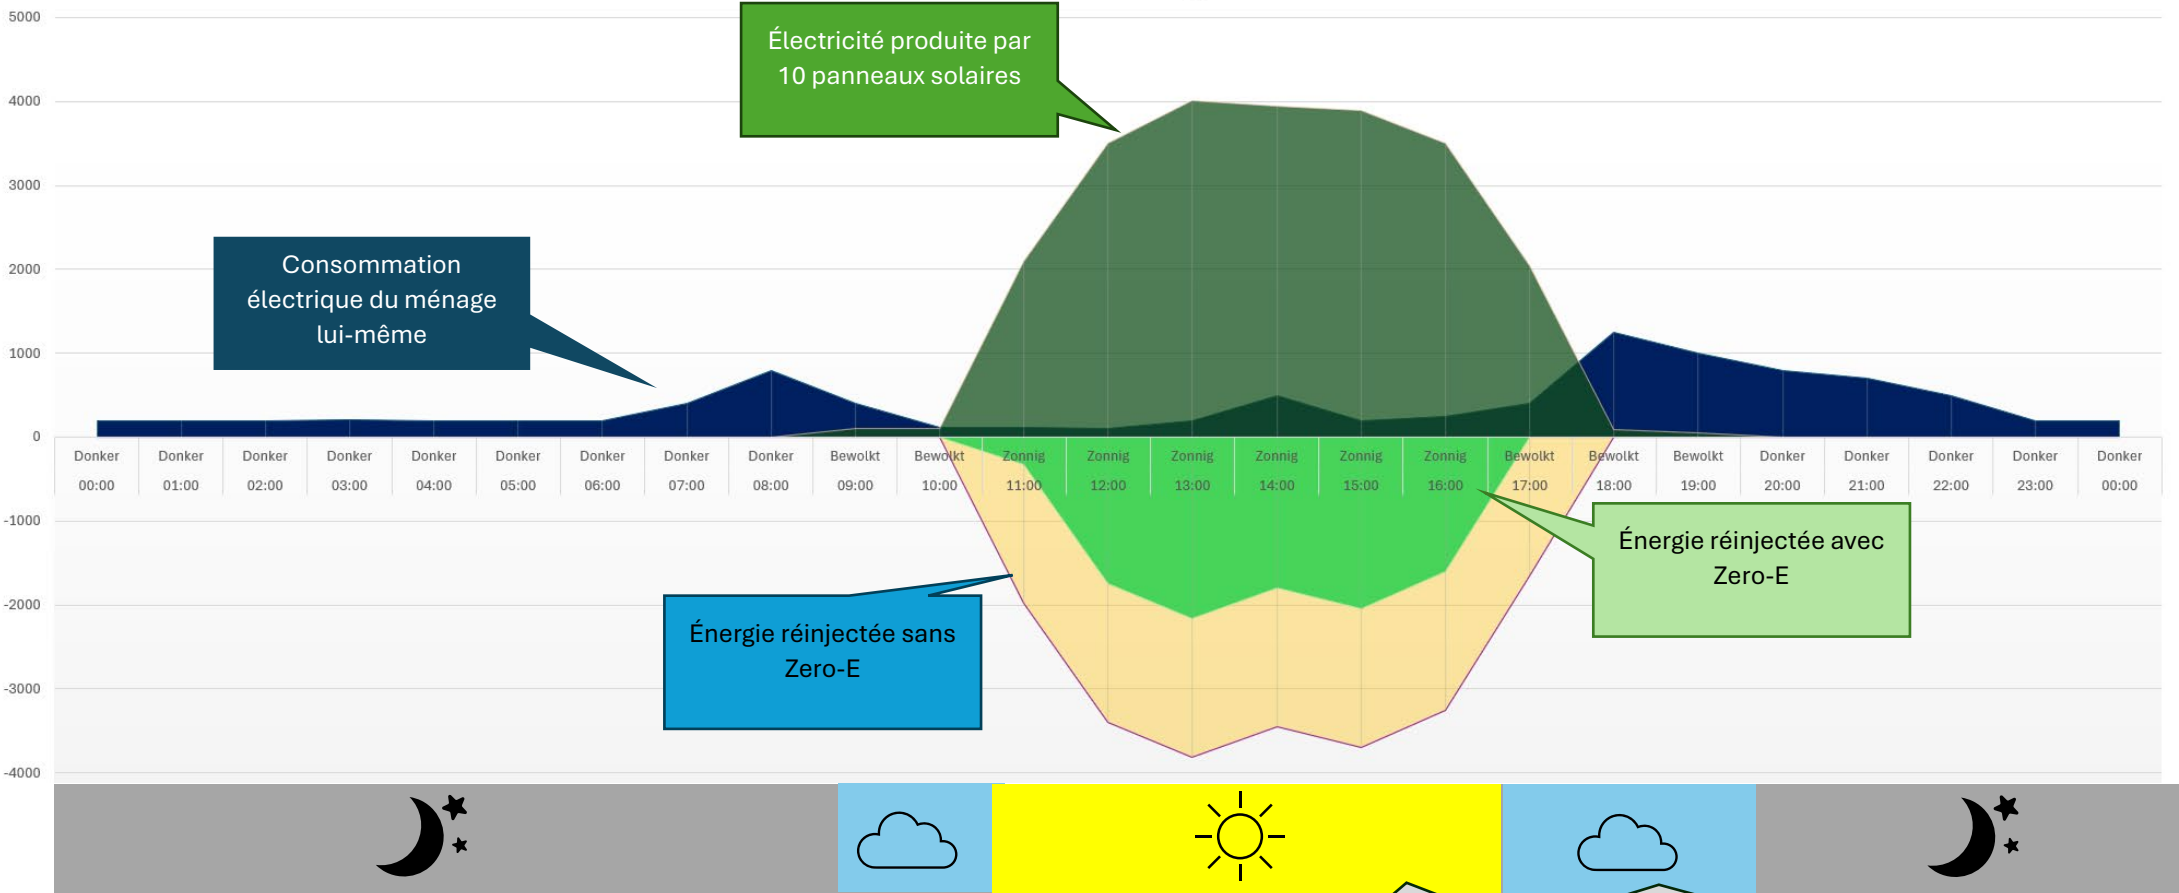 5000
Électricité produite par
10 panneaux solaires
4000
3000
Consommation
électrique du ménage
lui-même
2000
1000
0
Donker Donker Donker Donker Donker Donker Donker Donker Donker Bewolkt Bewolkt Zonnig Zonnig Zonnig Zonnig Zonnig Zonnig Bewolkt Bewolkt Bewolkt Donker Donker Donker Donker Donker
00:00 01:00 02:00 03:00 04:00 05:00 06:00 07:00 08:00 09:00 10:00 11:00 12:00 13:00 14:00 15:00 16:00 17:00 18:00 19:00 20:00 21:00 22:00 23:00 00:00
-1000
Énergie réinjectée avec
Zero-E
-2000
Énergie réinjectée sans
Zero-E
-3000
-4000